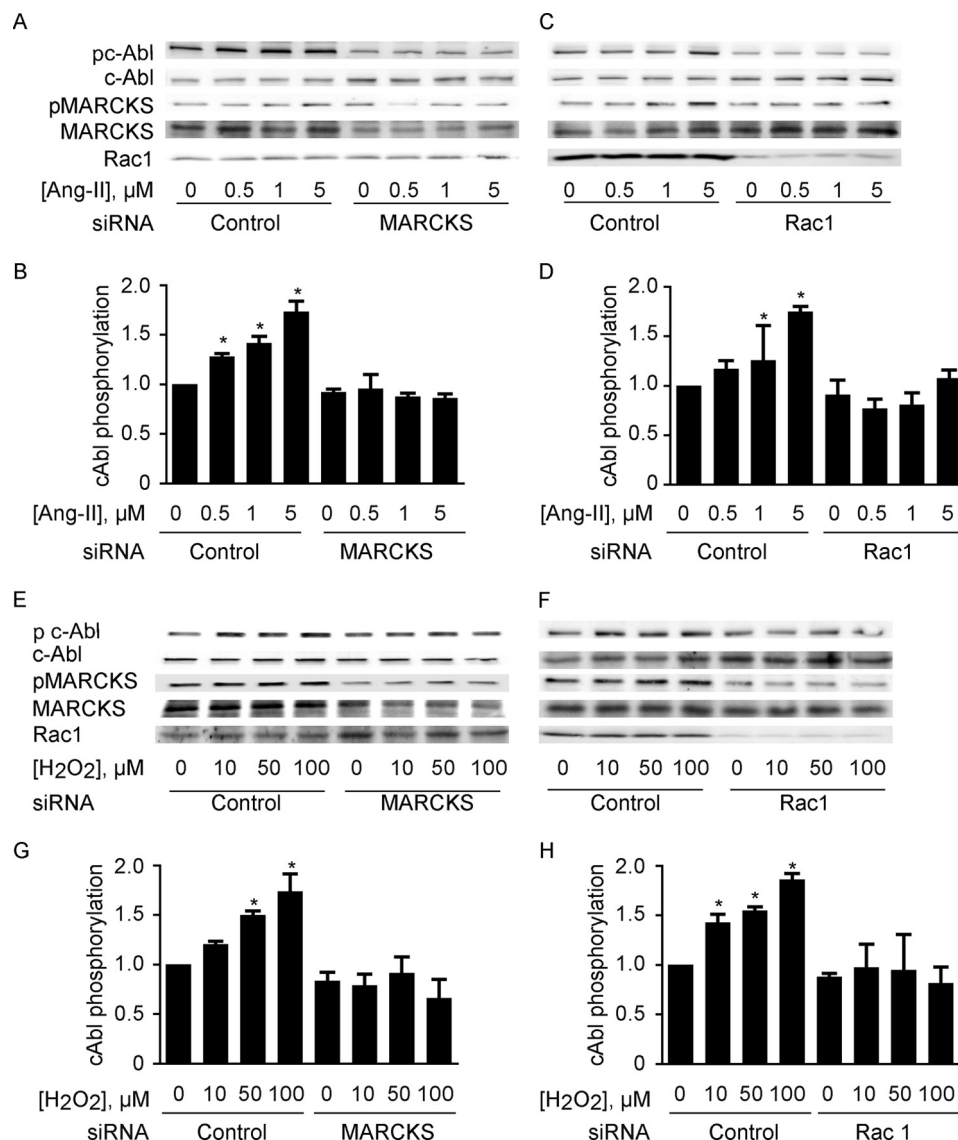 A
pc-Abl
c-Abl
pMARCKS
MARCKS
Rac1
[Ang-II], µM 0 0.5 1 5 0 0.5 1 5
siRNA Control MARCKS
C
0 0.5 1 5 0 0.5 1 5
Control Rac1
B
cAbl phosphorylation
2.0
1.5
1.0
0.5
0
* * *
[Ang-II], µM 0 0.5 1 5 0 0.5 1 5
siRNA Control MARCKS
D
cAbl phosphorylation
2.0
1.5
1.0
0.5
0
* *
[Ang-II], µM 0 0.5 1 5 0 0.5 1 5
siRNA Control Rac1
E
p c-Abl
c-Abl
pMARCKS
MARCKS
Rac1
[H2O2], µM 0 10 50 100 0 10 50 100
siRNA Control MARCKS
F
0 10 50 100 0 10 50 100
Control Rac1
G
cAbl phosphorylation
2.0
1.5
1.0
0.5
0
* *
[H2O2], µM 0 10 50 100 0 10 50 100
siRNA Control MARCKS
H
cAbl phosphorylation
2.0
1.5
1.0
0.5
0
* * *
[H2O2], µM 0 10 50 100 0 10 50 100
siRNA Control Rac 1